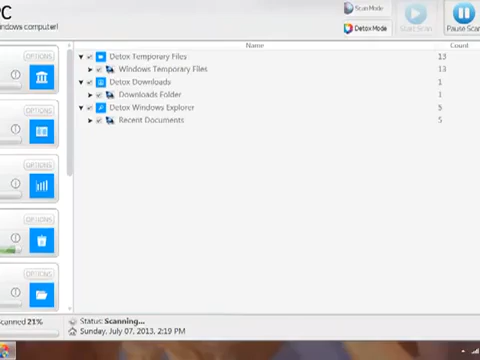 PC
indows computer!
Scan Mode
Detox Mode
Start Scan
Pause Scan
Name
Count
OPTIONS
OPTIONS
OPTIONS
OPTIONS
OPTIONS
Detox Temporary Files 13
Windows Temporary Files 13
Detox Downloads 1
Downloads Folder 1
Detox Windows Explorer 5
Recent Documents 5
canned 21%
Status: Scanning...
Sunday, July 07, 2013, 2:19 PM